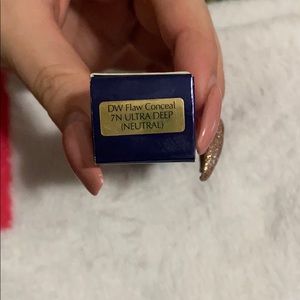 DW Flaw Conceal
7N ULTRA DEEP
(NEUTRAL)